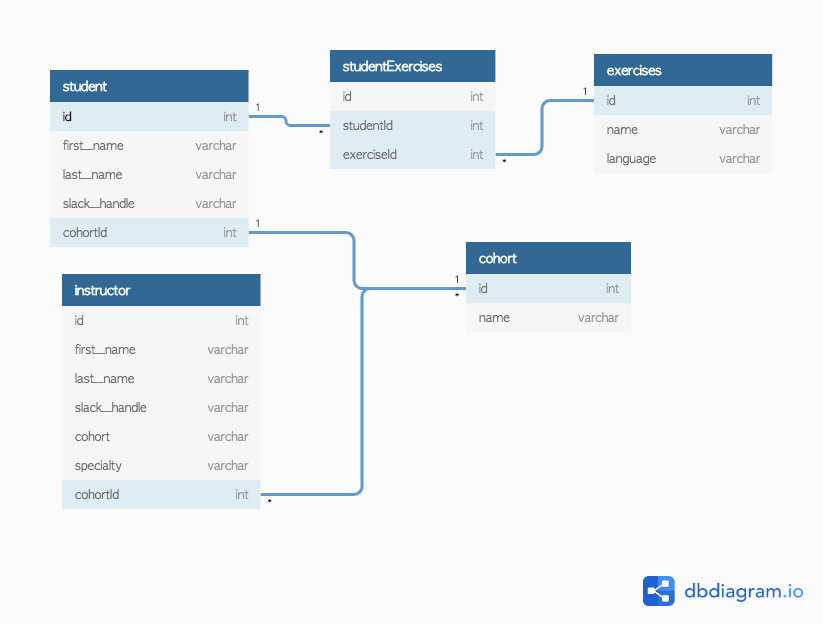 student
id int
first_name varchar
last_name varchar
slack_handle varchar
cohortId int
1
*
1
studentExercises
id int
studentId int
exerciseId int
*
1
exercises
id int
name varchar
language varchar
instructor
id int
first_name varchar
last_name varchar
slack_handle varchar
cohort varchar
specialty varchar
cohortId int
*
1
*
cohort
id int
name varchar
dbdiagram.io